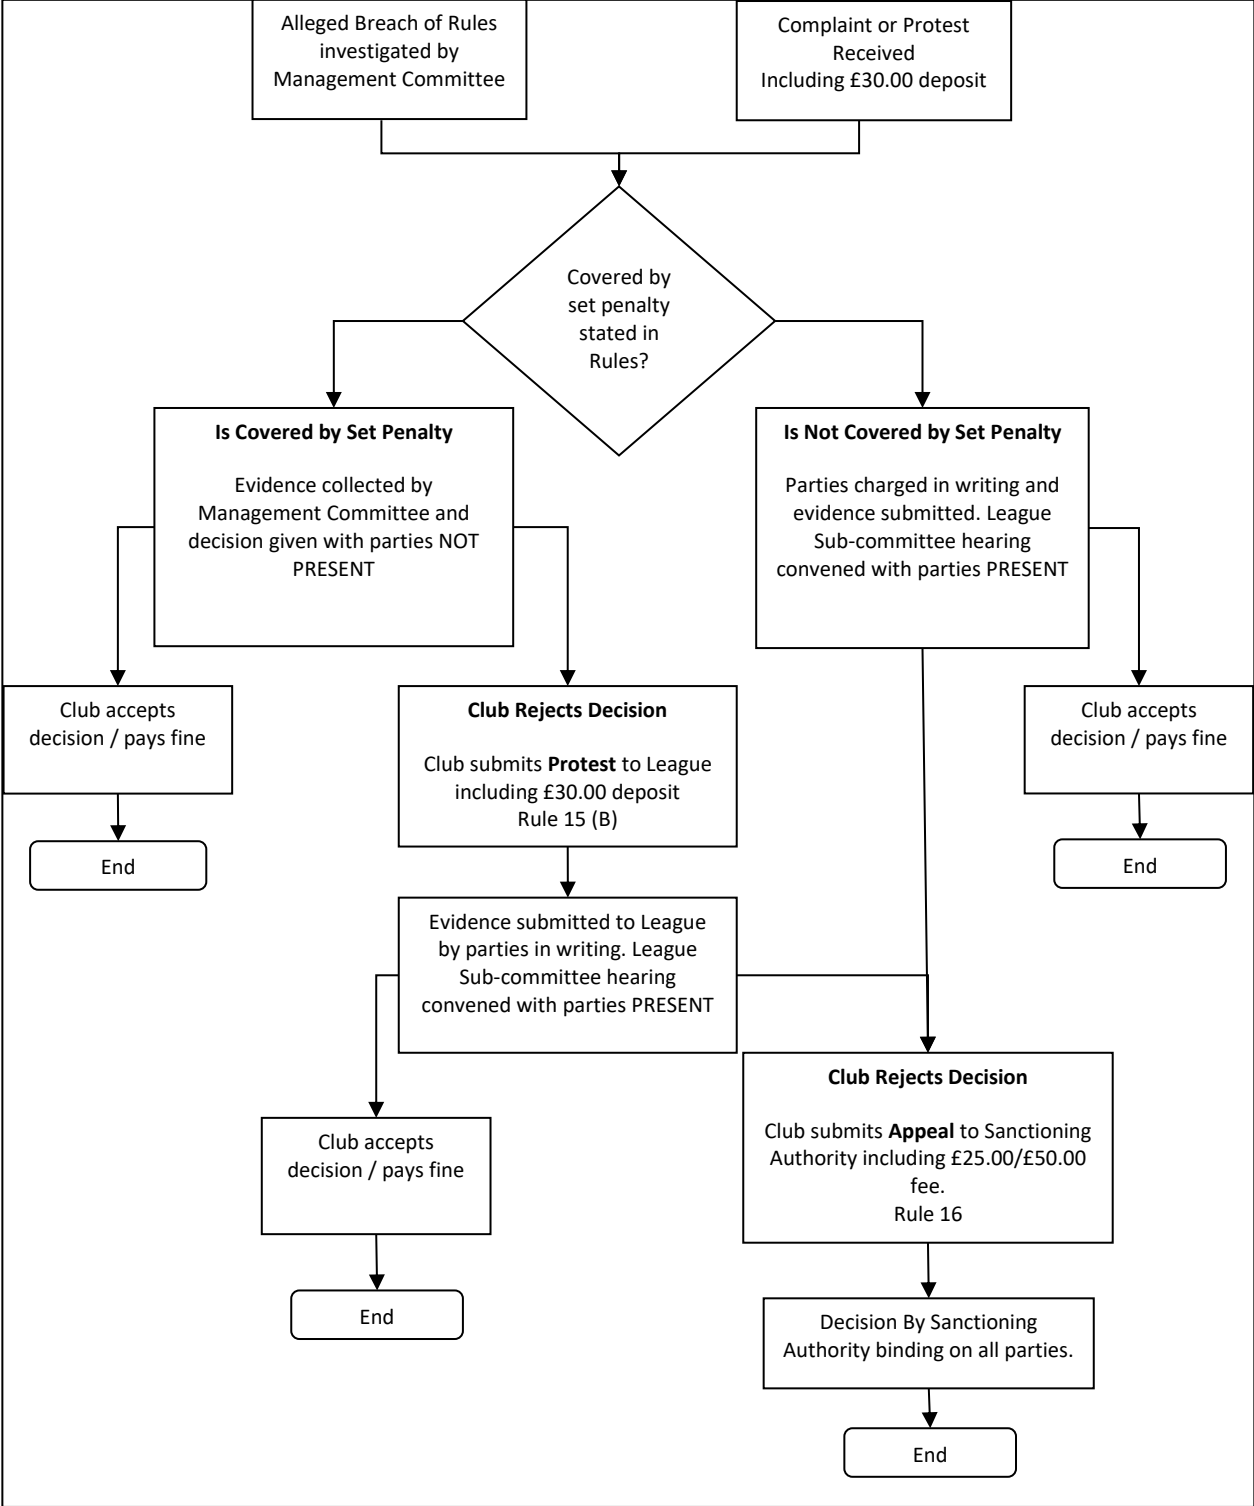 Alleged Breach of Rules
investigated by
Management Committee
Complaint or Protest
Received
Including £30.00 deposit
Covered by
set penalty
stated in
Rules?
Is Covered by Set Penalty
Evidence collected by
Management Committee and
decision given with parties NOT
PRESENT
Is Not Covered by Set Penalty
Parties charged in writing and
evidence submitted. League
Sub-committee hearing
convened with parties PRESENT
Club accepts
decision / pays fine
Club Rejects Decision
Club submits Protest to League
including £30.00 deposit
Rule 15 (B)
Club accepts
decision / pays fine
End
End
Evidence submitted to League
by parties in writing. League
Sub-committee hearing
convened with parties PRESENT
Club Rejects Decision
Club submits Appeal to Sanctioning
Authority including £25.00/£50.00
fee.
Rule 16
Club accepts
decision / pays fine
End
Decision By Sanctioning
Authority binding on all parties.
End